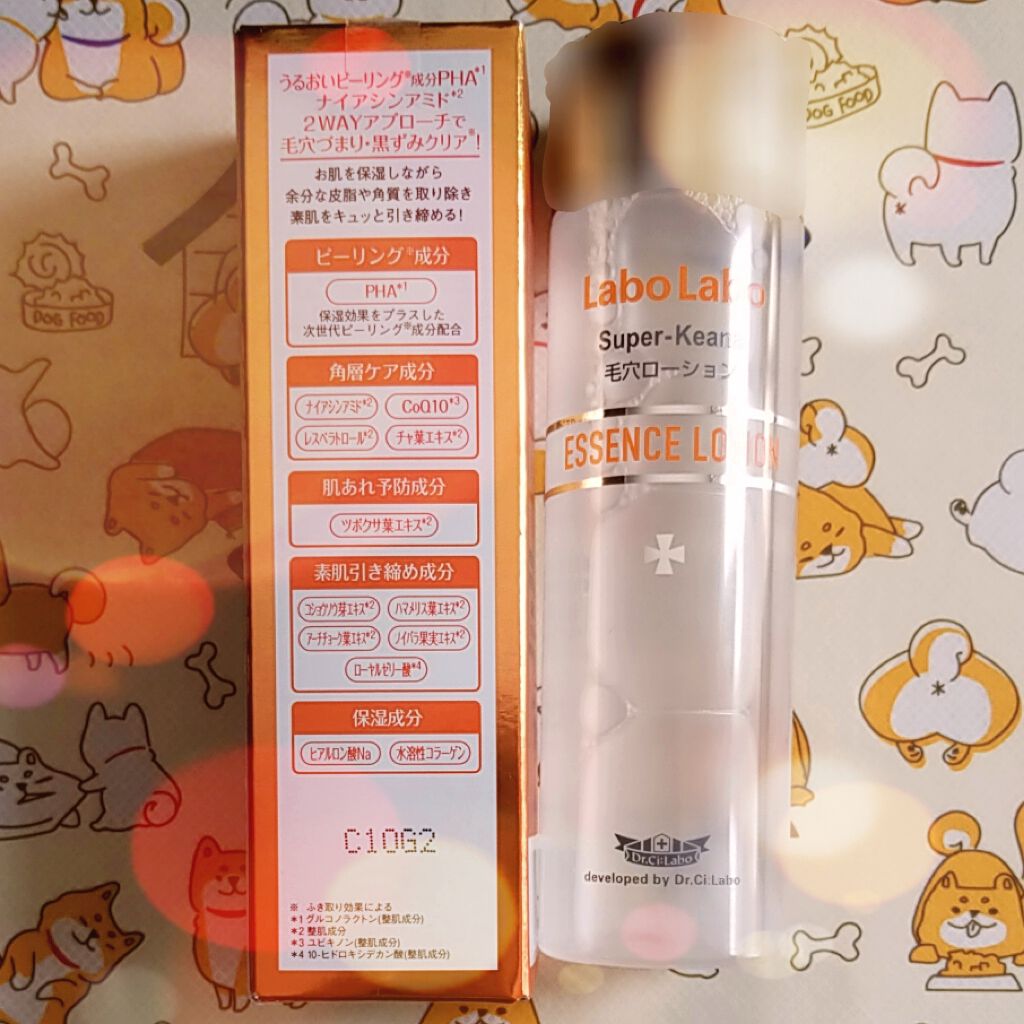 うるおいピーリング※成分PHA*1
ナイアシンアミド*2
2WAYアプローチで
毛穴づまり・黒ずみクリア※!
お肌を保湿しながら
余分な皮脂や角質を取り除き
素肌をキュッと引き締める!
ピーリング※成分
PHA*1
保湿効果をプラスした
次世代ピーリング※成分配合
角層ケア成分
ナイアシンアミド*2 CoQ10*3
レスベラトロール*2 チャ葉エキス*2
肌あれ予防成分
ツボクサ葉エキス*2
素肌引き締め成分
コショウソウ芽エキス*2 ハマメリス葉エキス*2
アーチチョーク葉エキス*2 ノイバラ果実エキス*2
ローヤルゼリー酸*4
保湿成分
ヒアルロン酸Na 水溶性コラーゲン
C10G2
※ ふき取り効果による
*1 グルコノラクトン(整肌成分)
*2 整肌成分
*3 ユビキノン(整肌成分)
*4 10-ヒドロキシデカン酸(整肌成分)
Labo Labo
Super-Keana
毛穴ローション
ESSENCE LOTION
Dr.Ci:Labo
developed by Dr.Ci:Labo
DOG FOOD
DOG FOOD